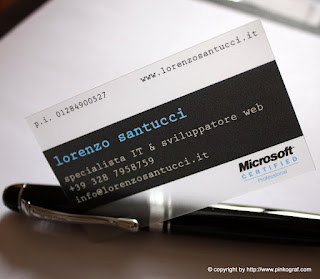 www.lorenzosantucci.it
p.i. 01284900527
lorenzo santucci
specialista IT & sviluppatore web
+39 328 7958759
info@lorenzosantucci.it
Microsoft
CERTIFIED
Professional
© copyright by http://www.pinkograf.com